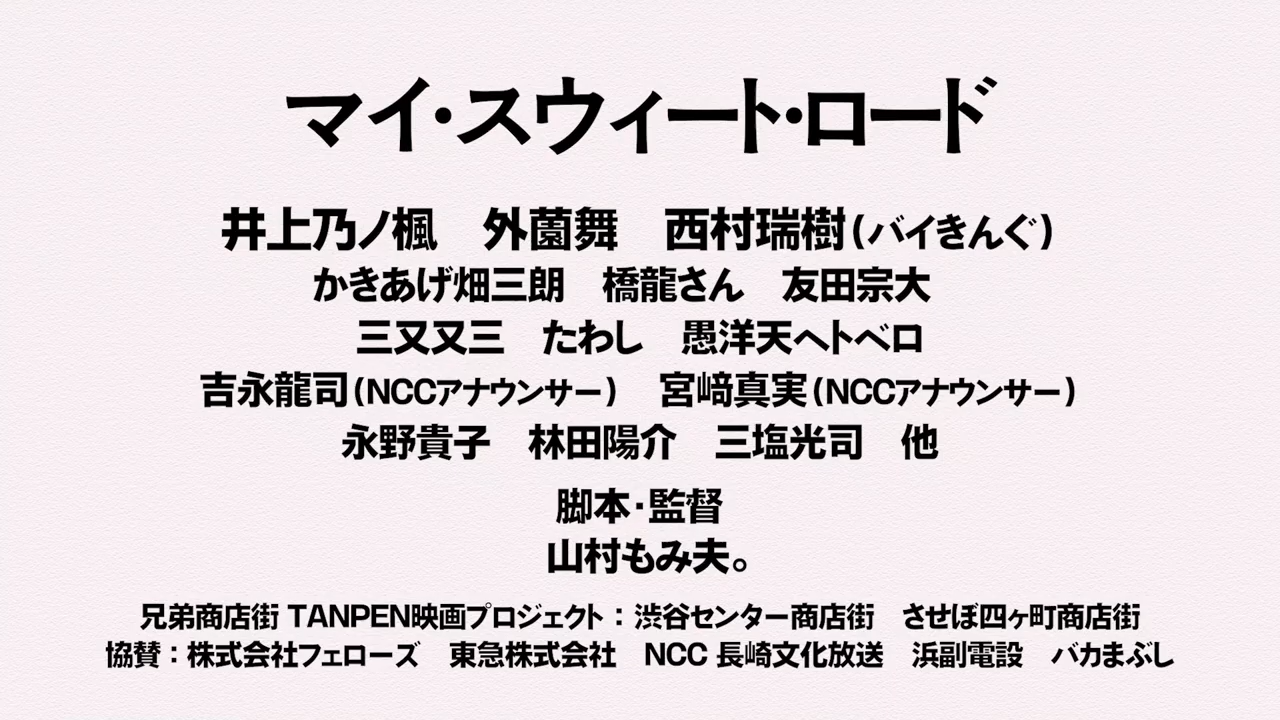 マイ・スウィート・ロード
井上乃ノ楓　外薗舞　西村瑞樹（バイきんぐ）
かきあげ畑三朗　橋龍さん　友田宗大
三又又三　たわし　愚洋天ヘトベロ
吉永龍司（NCCアナウンサー）　宮﨑真実（NCCアナウンサー）
永野貴子　林田陽介　三塩光司　他
脚本・監督
山村もみ夫。
兄弟商店街 TANPEN映画プロジェクト：渋谷センター商店街　させぼ四ヶ町商店街
協賛：株式会社フェローズ　東急株式会社　NCC 長崎文化放送　浜副電設　バカまぶし